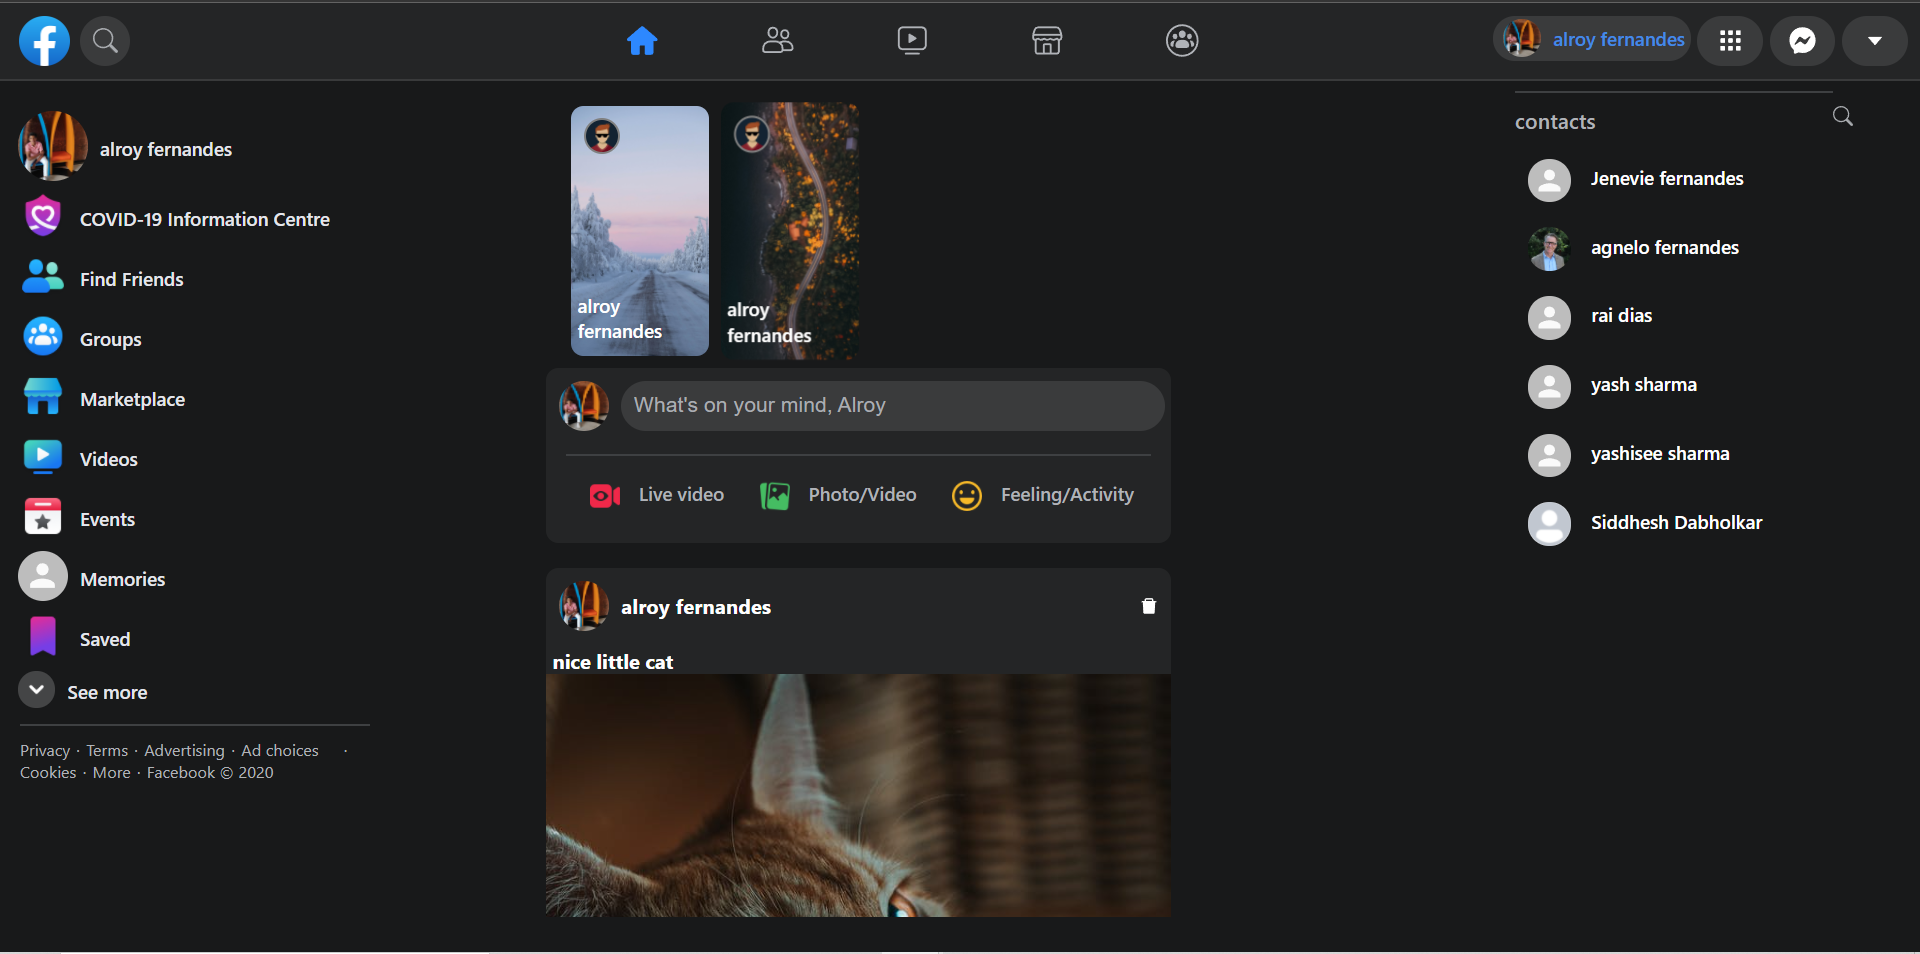 alroy fernandes
alroy fernandes
COVID-19 Information Centre
Find Friends
Groups
Marketplace
Videos
Events
Memories
Saved
See more
Privacy · Terms · Advertising · Ad choices ·
Cookies · More · Facebook © 2020
alroy
fernandes
alroy
fernandes
What's on your mind, Alroy
Live video
Photo/Video
Feeling/Activity
alroy fernandes
nice little cat
contacts
Jenevie fernandes
agnelo fernandes
rai dias
yash sharma
yashisee sharma
Siddhesh Dabholkar